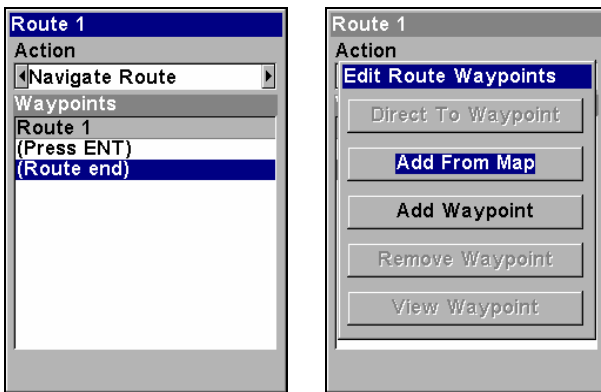 Route 1
Action
Navigate Route
Waypoints
Route 1
(Press ENT)
(Route end)
Route 1
Action
Edit Route Waypoints
Direct To Waypoint
Add From Map
Add Waypoint
Remove Waypoint
View Waypoint